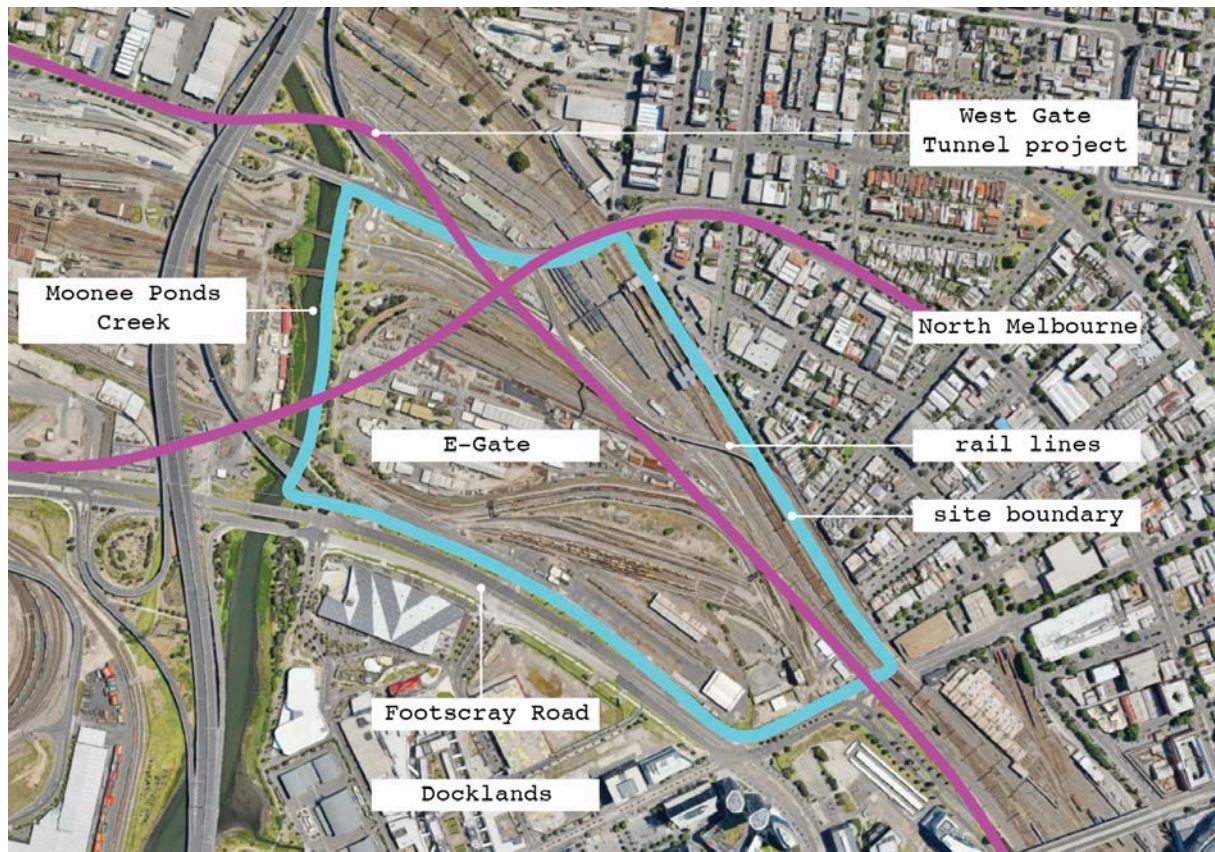 West Gate
Tunnel project
Moonee Ponds
Creek
North Melbourne
E-Gate
rail lines
site boundary
Footscray Road
Docklands